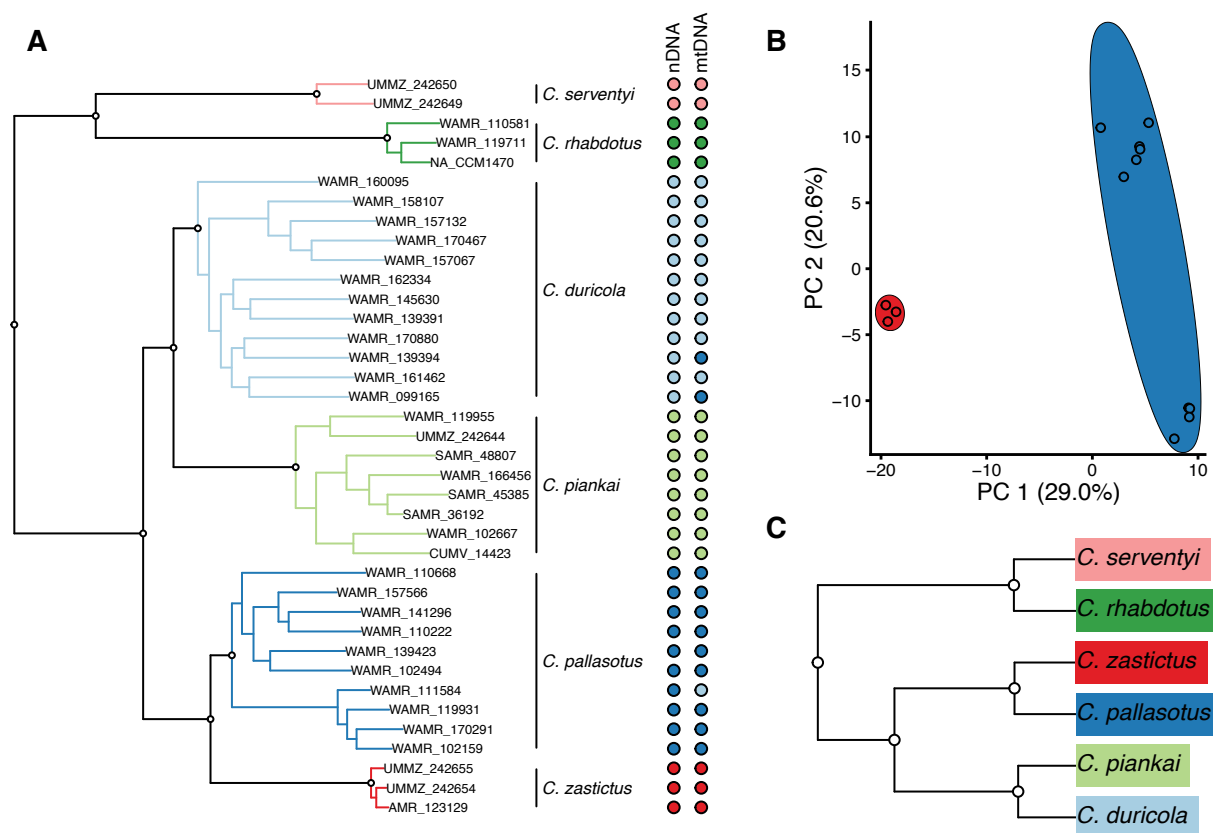 A
nDNA
mtDNA
UMMZ_242650
UMMZ_242649
C. serventyi
WAMR_110581
WAMR_119711
NA_CCM1470
C. rhabdotus
WAMR_160095
WAMR_158107
WAMR_157132
WAMR_170467
WAMR_157067
WAMR_162334
WAMR_145630
WAMR_139391
WAMR_170880
WAMR_139394
WAMR_161462
WAMR_099165
C. duricola
WAMR_119955
UMMZ_242644
SAMR_48807
WAMR_166456
SAMR_45385
SAMR_36192
WAMR_102667
CUMV_14423
C. piankai
WAMR_110668
WAMR_157566
WAMR_141296
WAMR_110222
WAMR_139423
WAMR_102494
WAMR_111584
WAMR_119931
WAMR_170291
WAMR_102159
C. pallasotus
UMMZ_242655
UMMZ_242654
AMR_123129
C. zastictus
B
PC 2 (20.6%)
15
10
5
0
−5
−10
−20
−10
0
10
PC 1 (29.0%)
C
C. serventyi
C. rhabdotus
C. zastictus
C. pallasotus
C. piankai
C. duricola